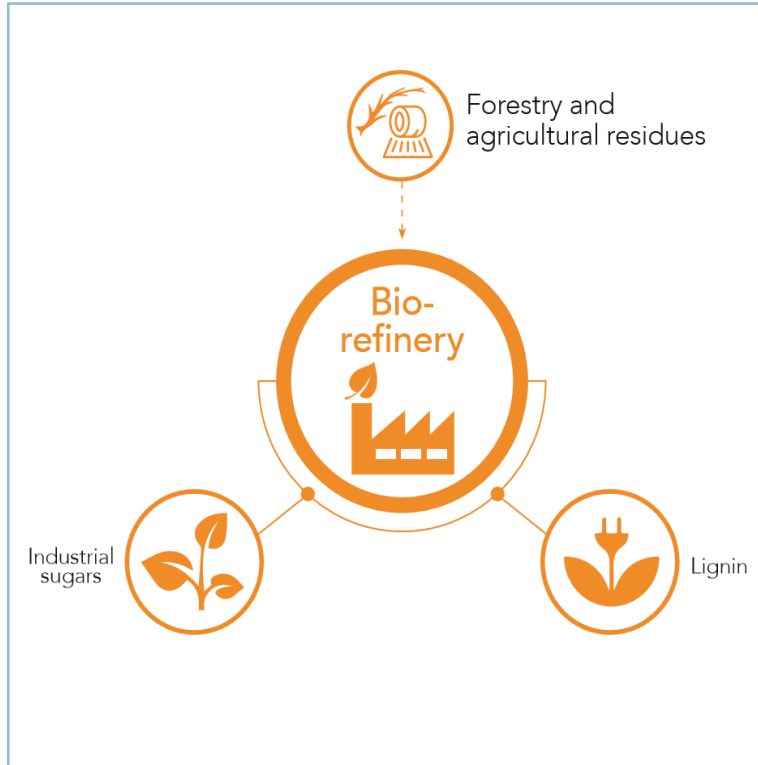 Forestry and
agricultural residues
Bio-
refinery
Industrial
sugars
Lignin